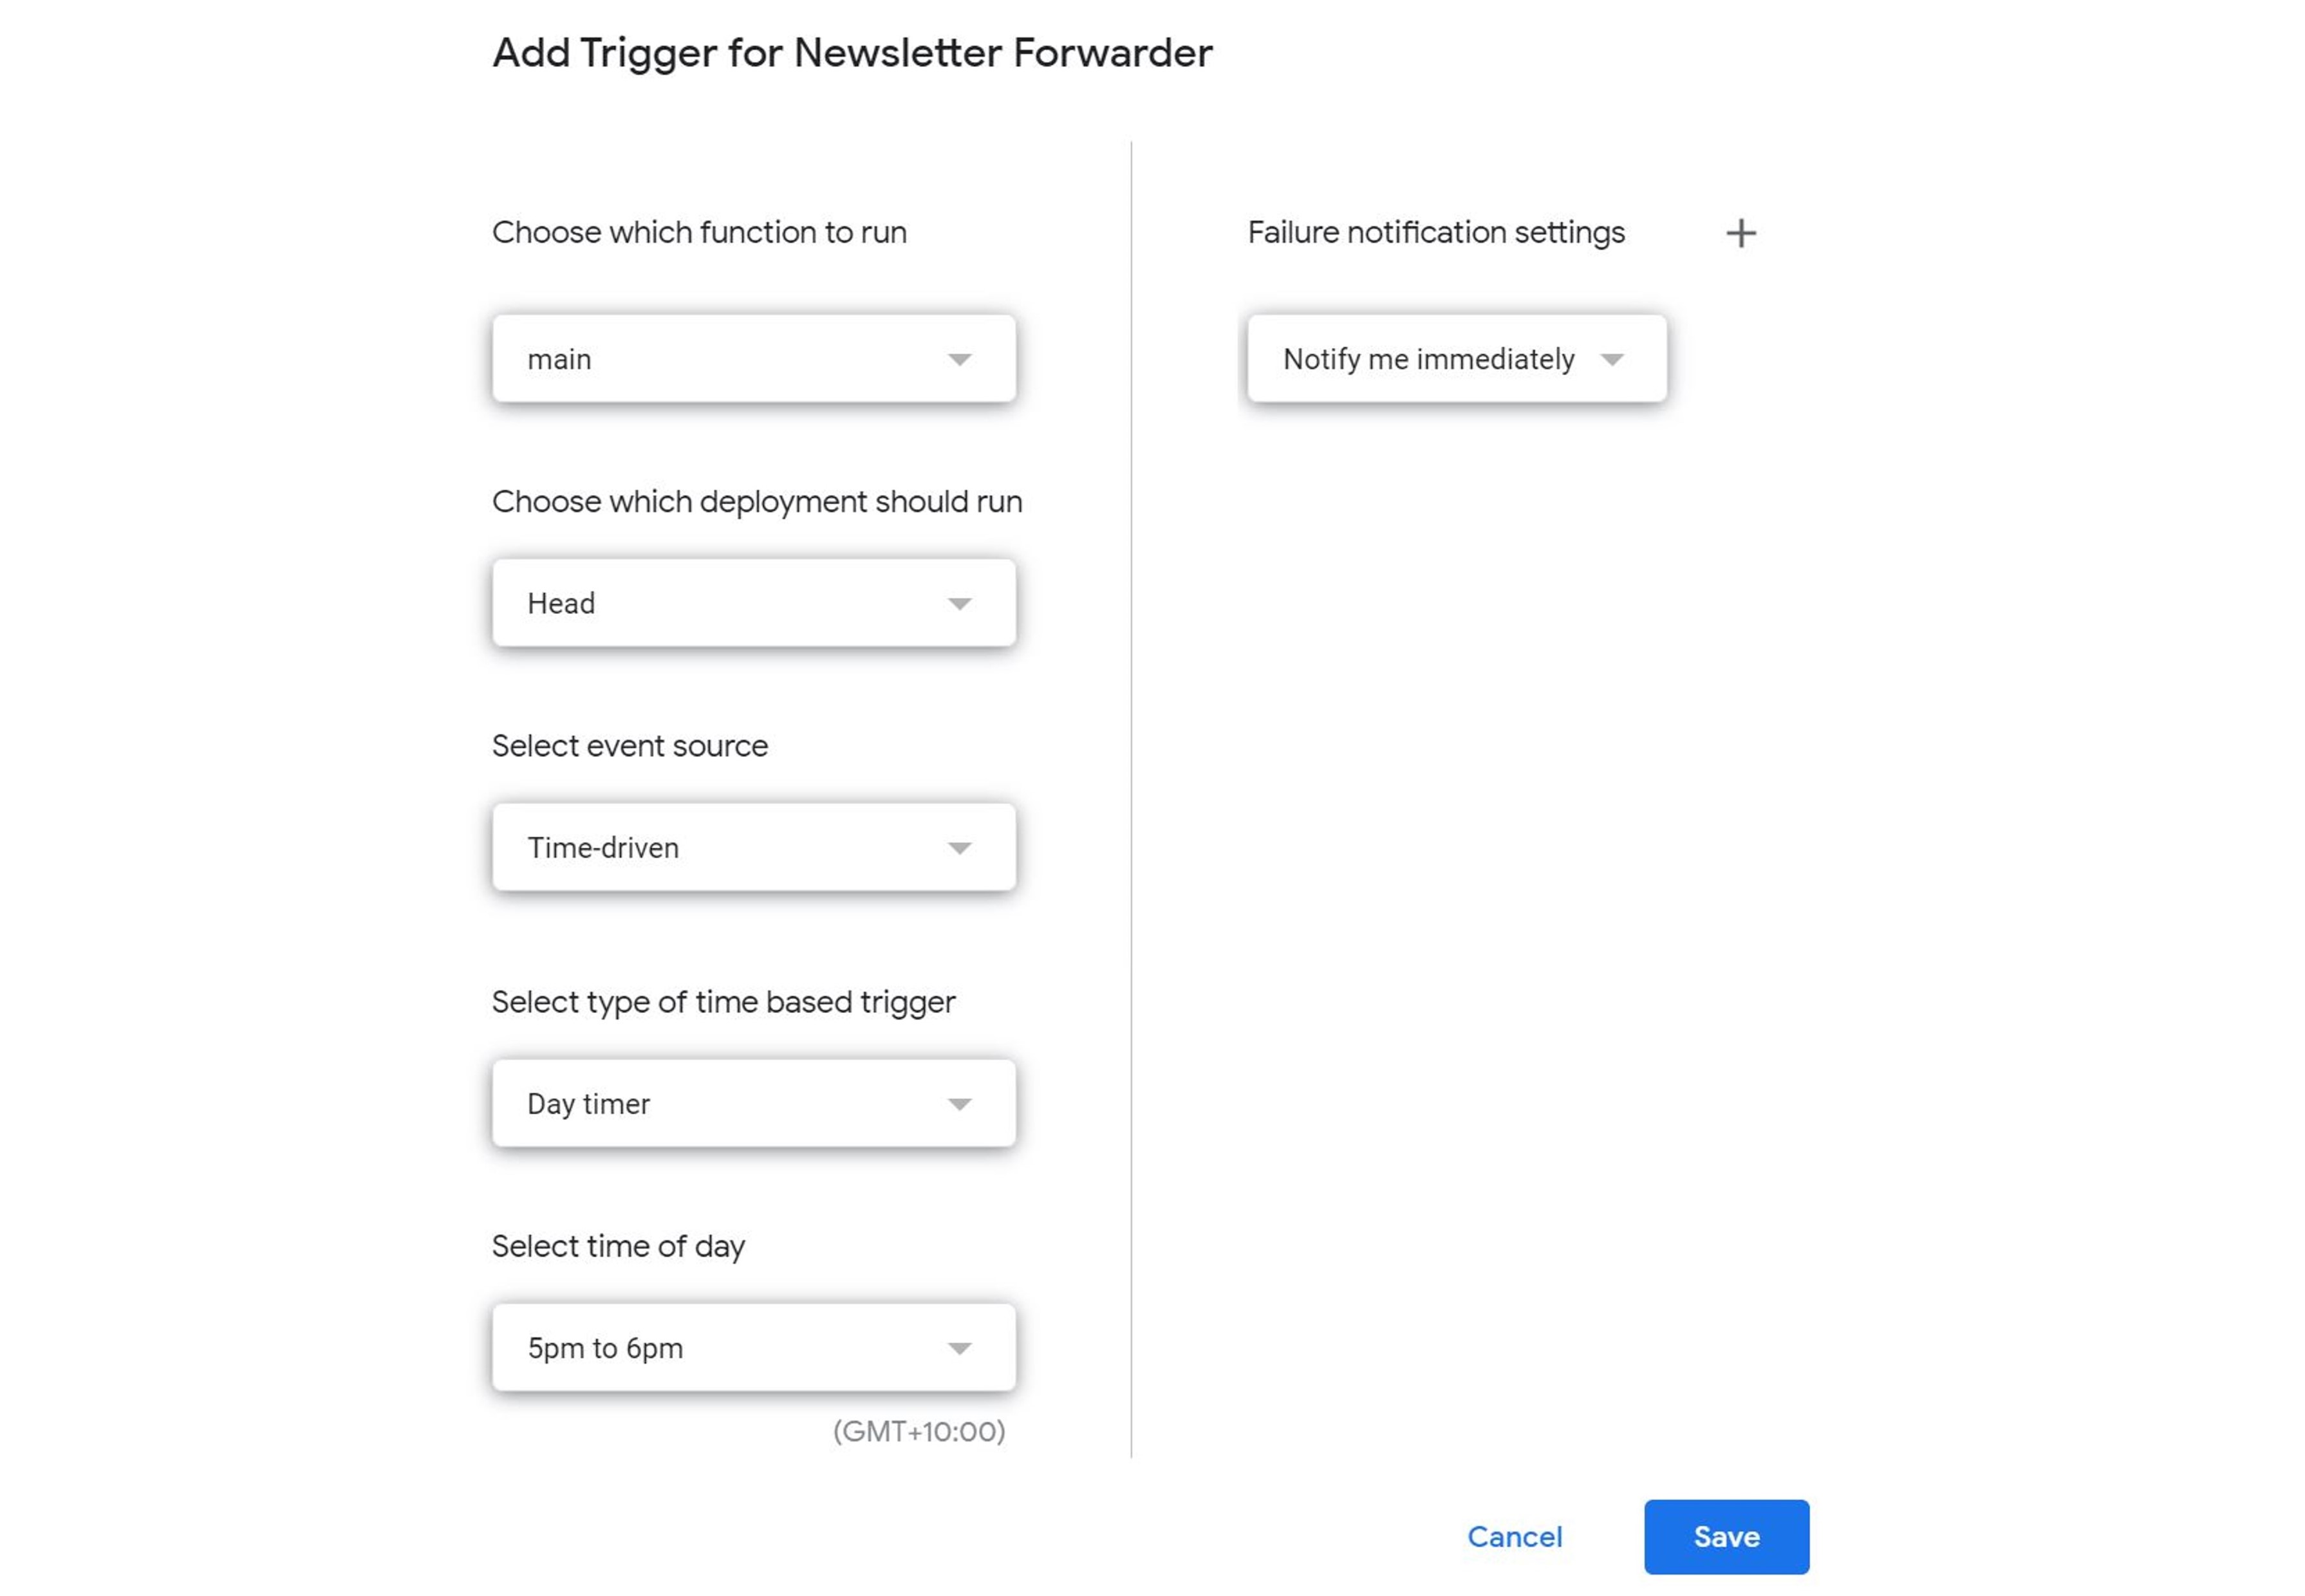 Add Trigger for Newsletter Forwarder
Choose which function to run
main
Choose which deployment should run
Head
Select event source
Time-driven
Select type of time based trigger
Day timer
Select time of day
5pm to 6pm
(GMT+10:00)
Failure notification settings +
Notify me immediately
Cancel
Save